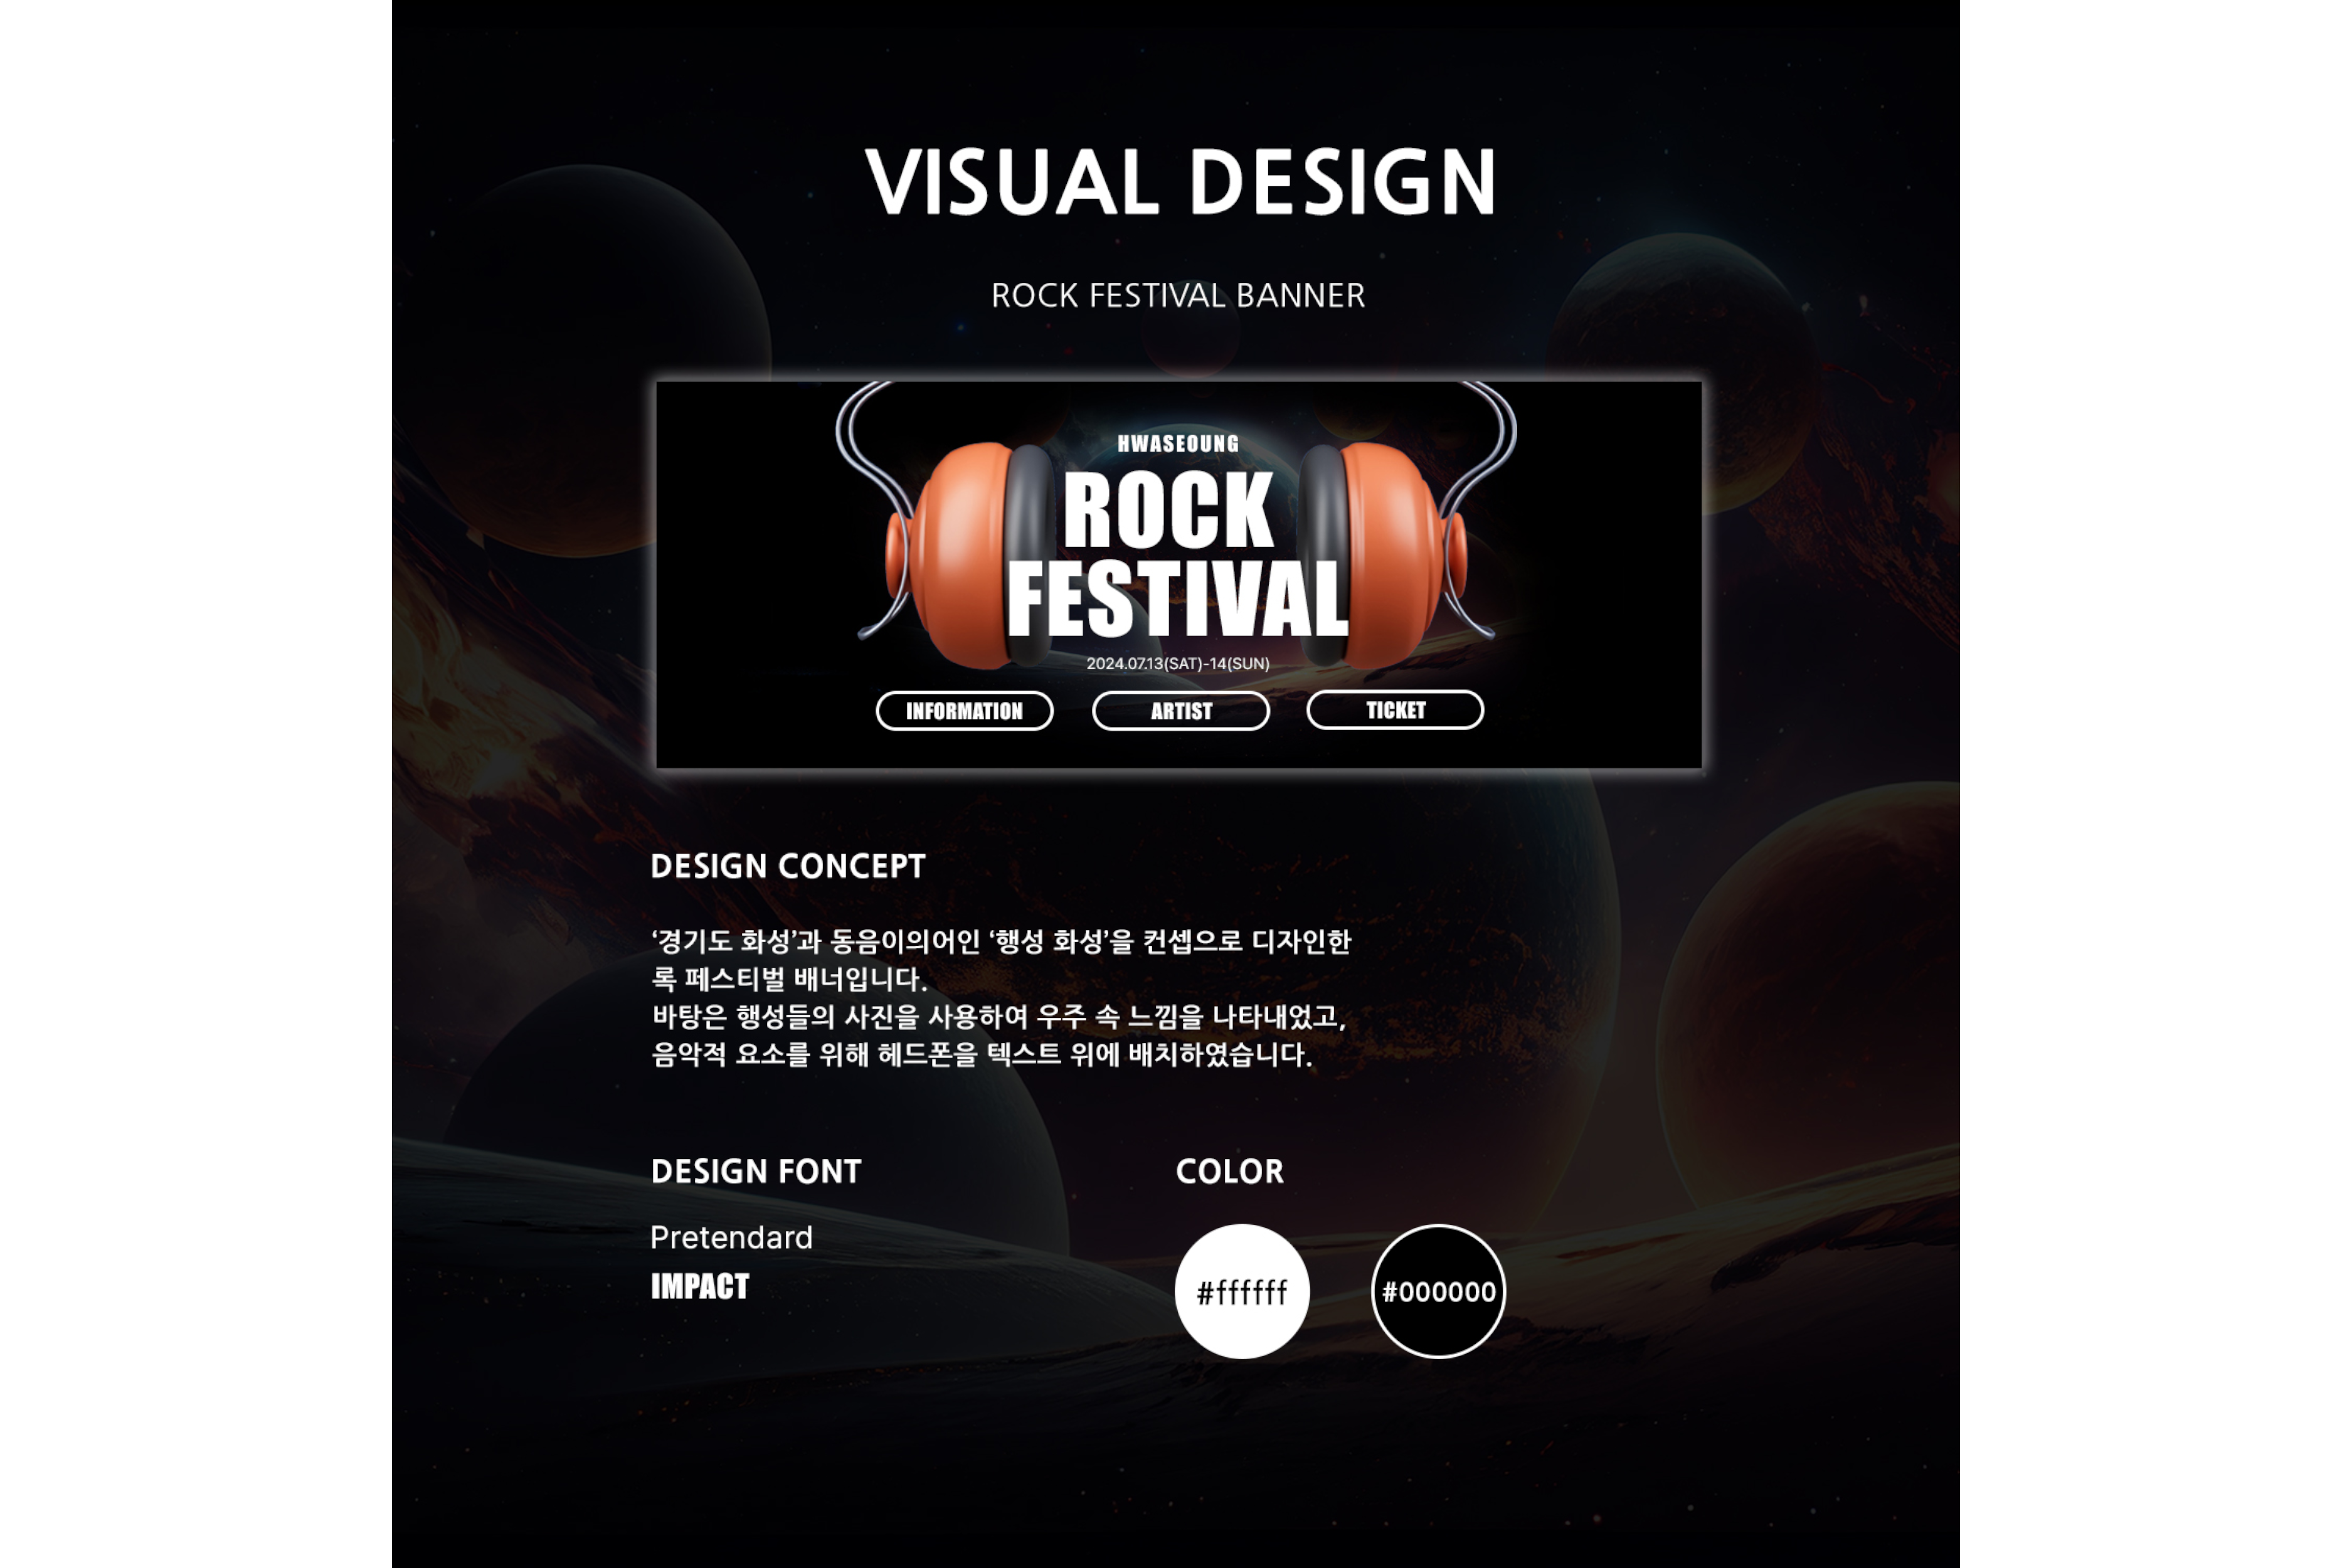 VISUAL DESIGN
ROCK FESTIVAL BANNER
HWASEOUNG
ROCK
FESTIVAL
2024.07.13(SAT)-14(SUN)
INFORMATION
ARTIST
TICKET
DESIGN CONCEPT
‘경기도 화성’과 동음이의어인 ‘행성 화성’을 컨셉으로 디자인한
록 페스티벌 배너입니다.
바탕은 행성들의 사진을 사용하여 우주 속 느낌을 나타내었고,
음악적 요소를 위해 헤드폰을 텍스트 위에 배치하였습니다.
DESIGN FONT
Pretendard
IMPACT
COLOR
#ffffff
#000000